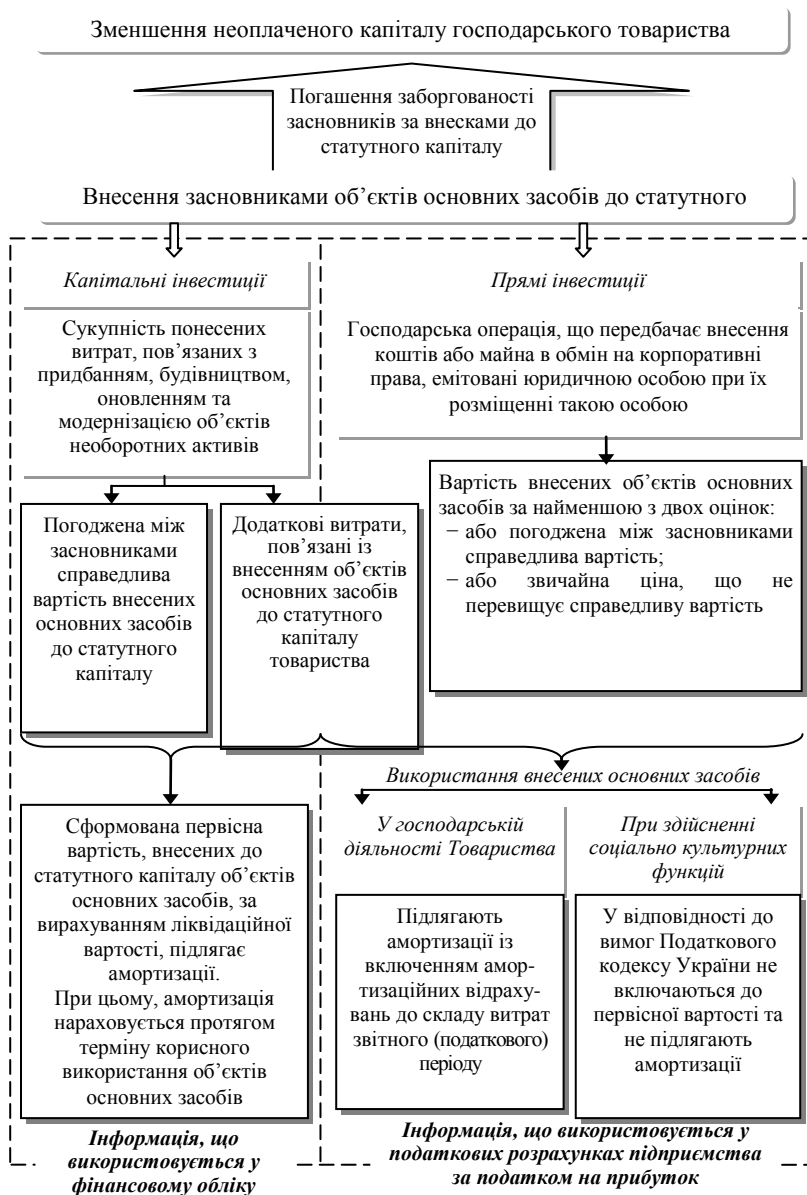 Зменшення неоплаченого капіталу господарського товариства
Погашення заборгованості
засновників за внесками до
статутного капіталу
Внесення засновниками об’єктів основних засобів до статутного
Капітальні інвестиції
Сукупність понесених
витрат, пов’язаних з
придбанням, будівництвом,
оновленням та
модернізацією об’єктів
необоротних активів
Прямі інвестиції
Господарська операція, що передбачає внесення
коштів або майна в обмін на корпоративні
права, емітовані юридичною особою при їх
розміщенні такою особою
Погоджена між
засновниками
справедлива
вартість внесених
основних засобів
до статутного
капіталу
Додаткові витрати,
пов’язані із
внесенням об’єктів
основних засобів
до статутного
капіталу
товариства
Вартість внесених об’єктів основних
засобів за найменшою з двох оцінок:
− або погоджена між засновниками
справедлива вартість;
− або звичайна ціна, що не
перевищує справедливу вартість
Використання внесених основних засобів
Сформована первісна
вартість, внесених до
статутного капіталу об’єктів
основних засобів, за
вирахуванням ліквідаційної
вартості, підлягає
амортизації.
При цьому, амортизація
нараховується протягом
терміну корисного
використання об’єктів
основних засобів
У господарській
діяльності Товариства
Підлягають
амортизації із
включенням амор-
тизаційних відраху-
вань до складу витрат
звітного (податкового)
періоду
При здійсненні
соціально культурних
функцій
У відповідності до
вимог Податкового
кодексу України не
включаються до
первісної вартості та
не підлягають
амортизації
Інформація, що
використовується у
фінансовому обліку
Інформація, що використовується у
податкових розрахунках підприємства
за податком на прибуток